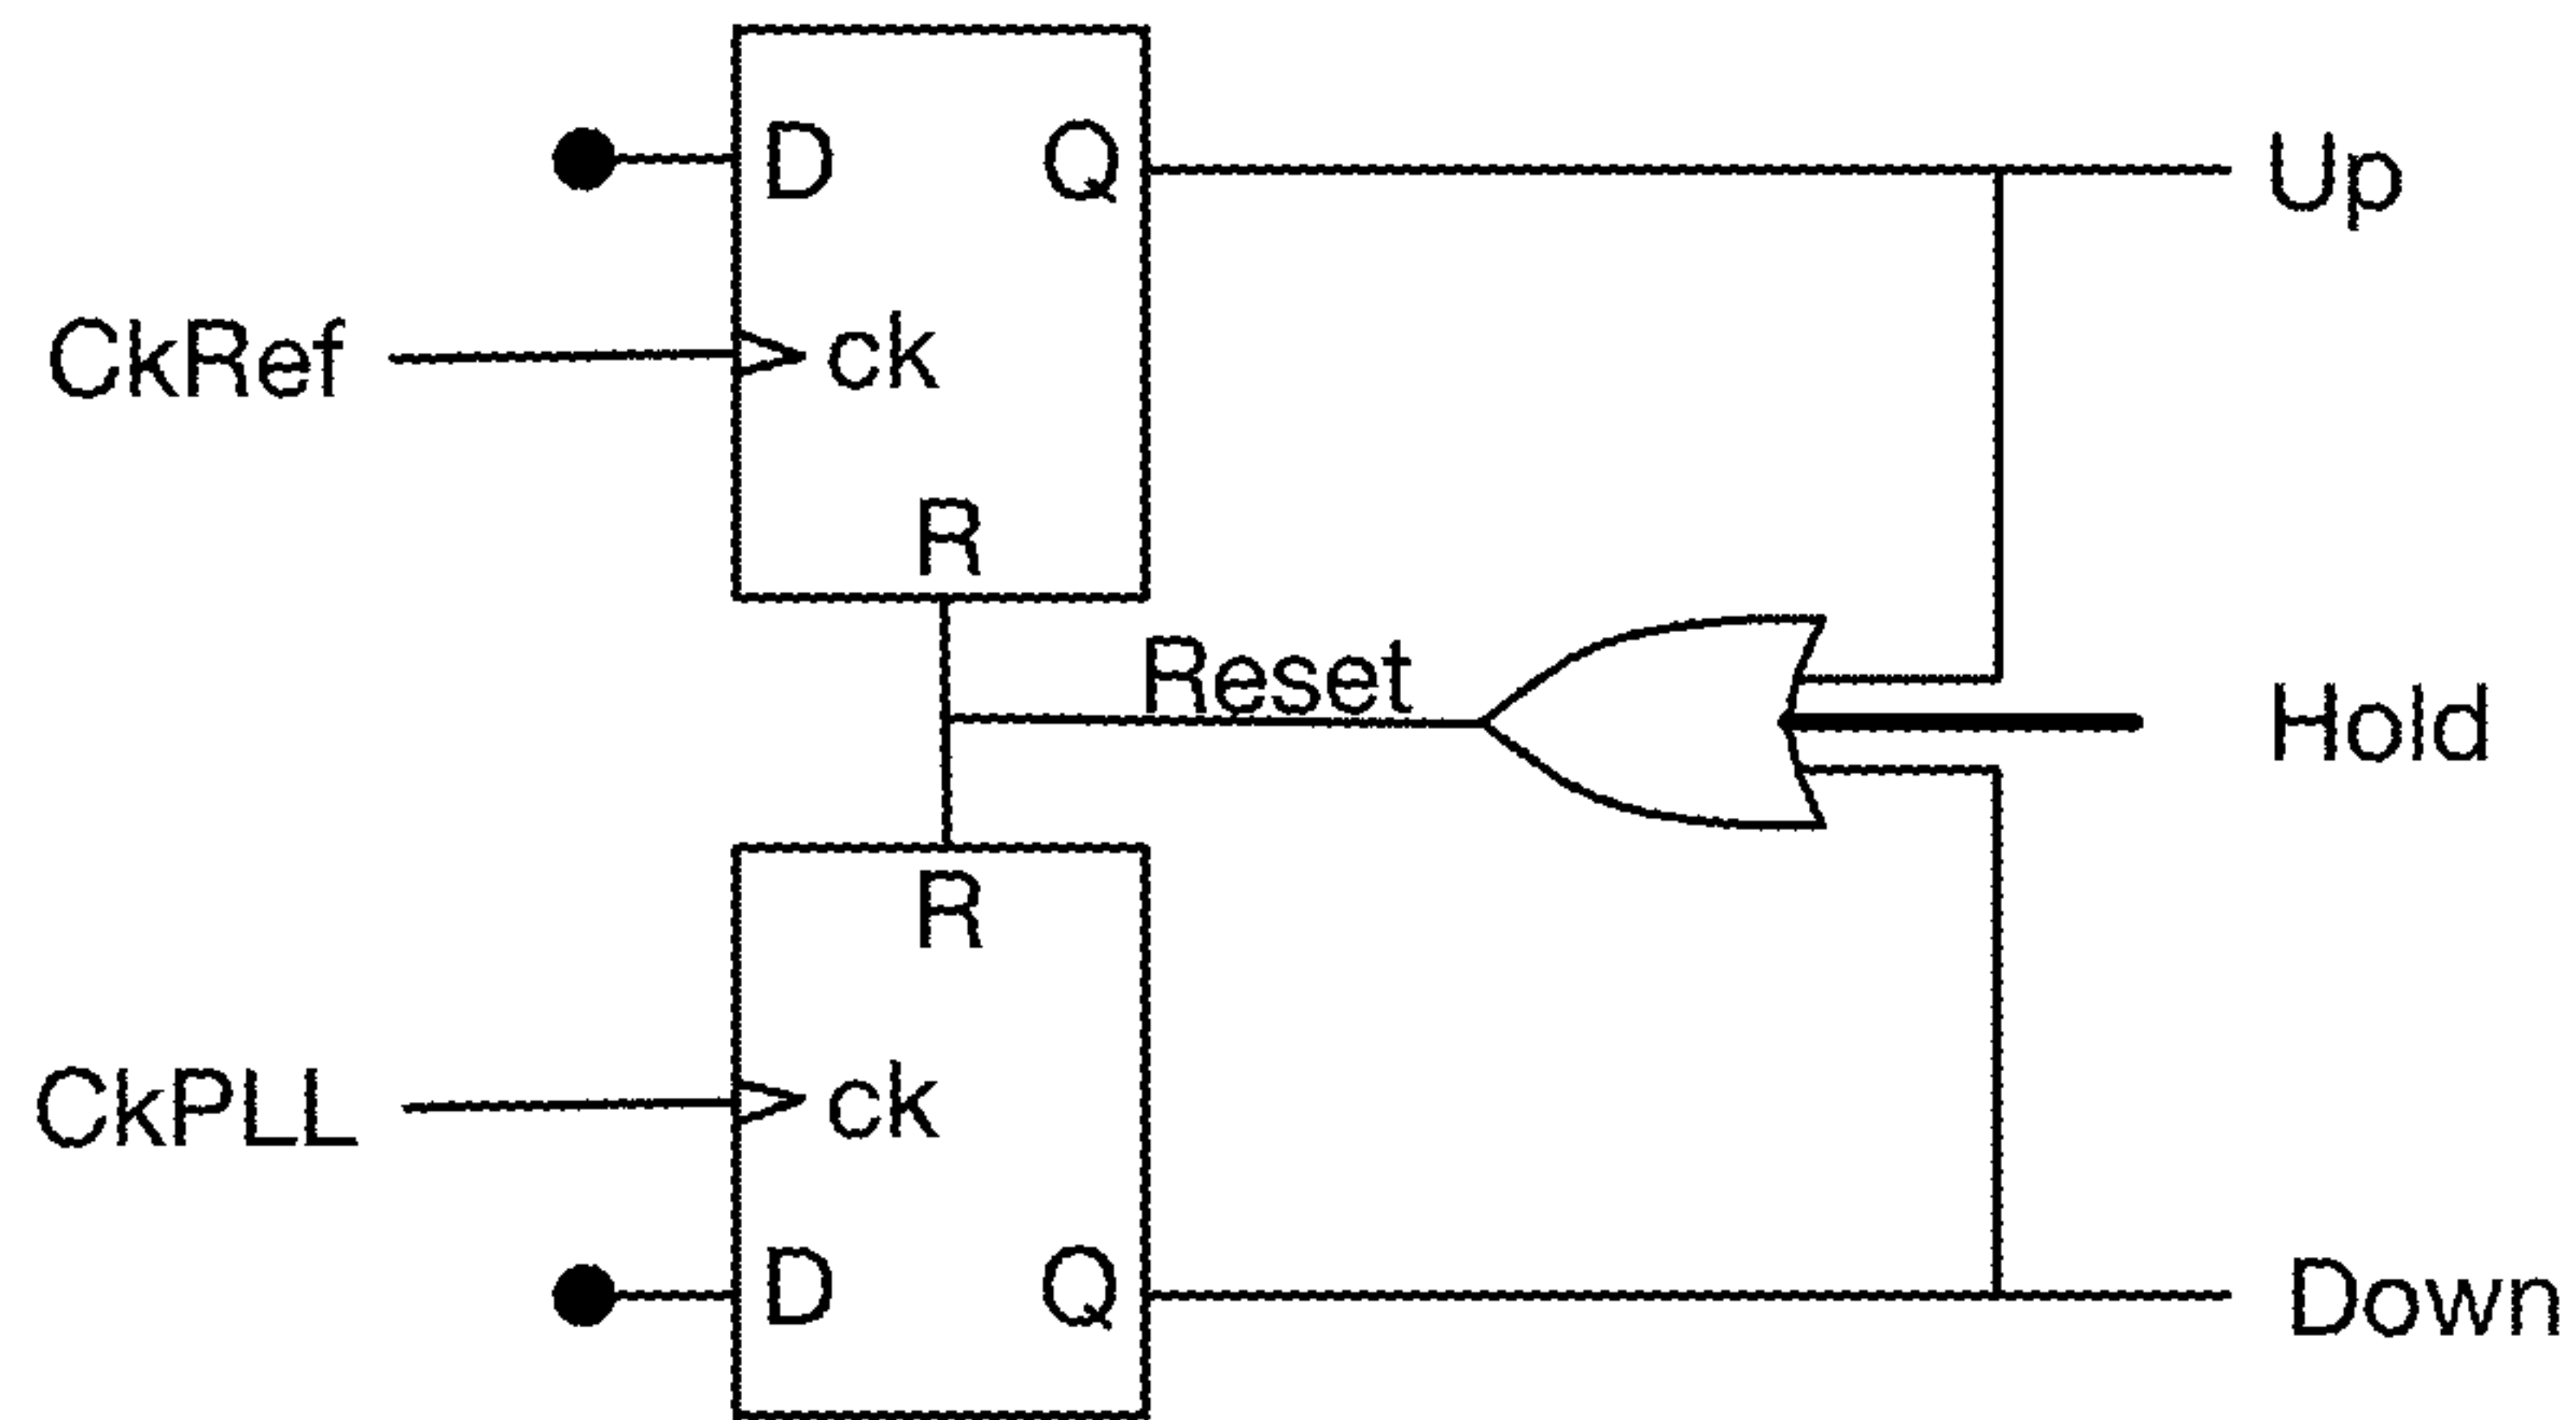 D Q
Up
CkRef
ck
R
Reset
Hold
R
CkPLL
ck
D Q
Down